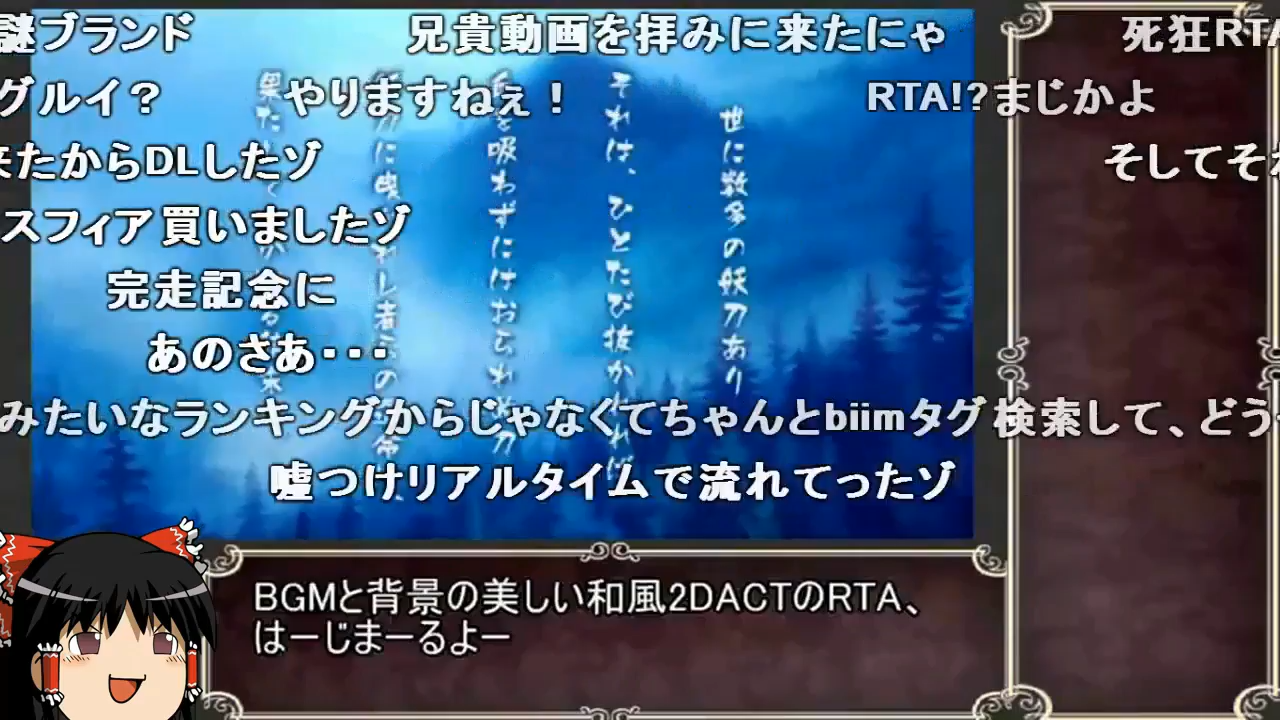 謎ブランド
兄貴動画を拝みに来たにゃ
死狂RTA
グルイ？
やりますねぇ！
RTA!?まじかよ
来たからDLしたゾ
そしてそれ
スフィア買いましたゾ
完走記念に
あのさあ・・・
みたいなランキングからじゃなくてちゃんとbiimタグ検索して、どう
嘘つけリアルタイムで流れてったゾ
世に数多の妖刀あり
それは、ひとたび抜かれれば
を吸わずにはおられぬ
BGMと背景の美しい和風2DACTのRTA、
はーじまーるよー